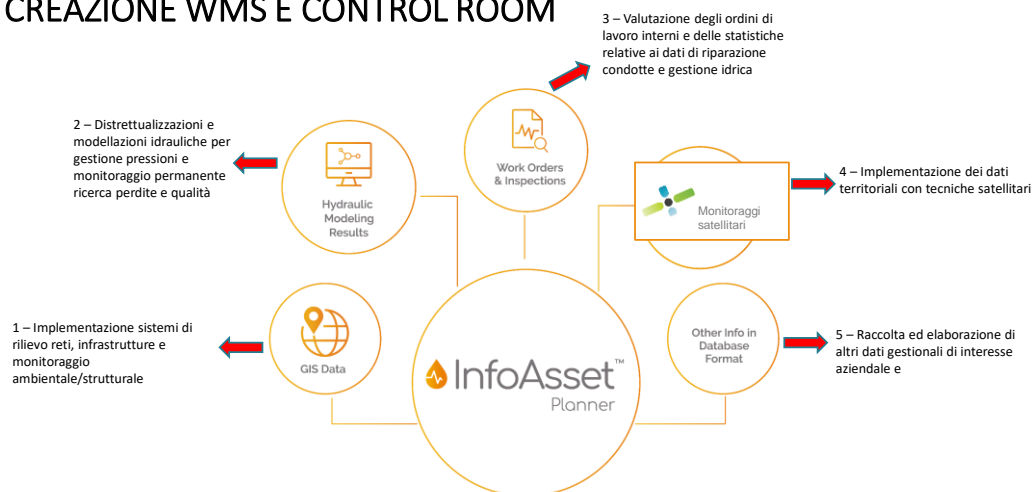 CREAZIONE WMS E CONTROL ROOM
3 – Valutazione degli ordini di
lavoro interni e delle statistiche
relative ai dati di riparazione
condotte e gestione idrica
2 – Distrettualizzazioni e
modellazioni idrauliche per
gestione pressioni e
monitoraggio permanente
ricerca perdite e qualità
Hydraulic
Modeling
Results
Work Orders
& Inspections
Monitoraggi
satellitari
4 – Implementazione dei dati
territoriali con tecniche satellitari
1 – Implementazione sistemi di
rilievo reti, infrastrutture e
monitoraggio
ambientale/strutturale
GIS Data
InfoAsset™
Planner
Other Info in
Database
Format
5 – Raccolta ed elaborazione di
altri dati gestionali di interesse
aziendale e